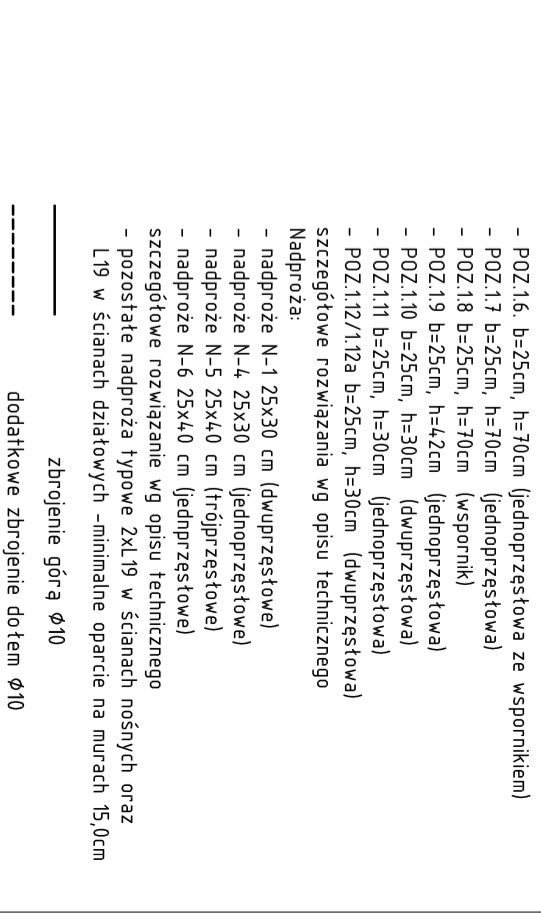 - POZ.1.6. b=25cm, h=70cm (jednoprzęsłowa ze wspornikiem)
- POZ.1.7 b=25cm, h=70cm (jednoprzęsłowa)
- POZ.1.8 b=25cm, h=70cm (wspornik)
- POZ.1.9 b=25cm, h=42cm (jednoprzęsłowa)
- POZ.1.10 b=25cm, h=30cm (dwuprzęsłowa)
- POZ.1.11 b=25cm, h=30cm (jednoprzęsłowa)
- POZ.1.12/1.12a b=25cm, h=30cm (dwuprzęsłowa)
szczegółowe rozwiązania wg opisu technicznego
Nadproża:
- nadproże N-1 25x30 cm (dwuprzęsłowe)
- nadproże N-4 25x30 cm (jednoprzęsłowe)
- nadproże N-5 25x40 cm (trójprzęsłowe)
- nadproże N-6 25x40 cm (jednprzęsłowe)
szczegółowe rozwiązanie wg opisu technicznego
- pozostałe nadproża typowe 2xL19 w ścianach nośnych oraz
L19 w ścianach działowych -minimalne oparcie na murach 15,0cm
zbrojenie górą Ø10
dodatkowe zbrojenie dołem Ø10